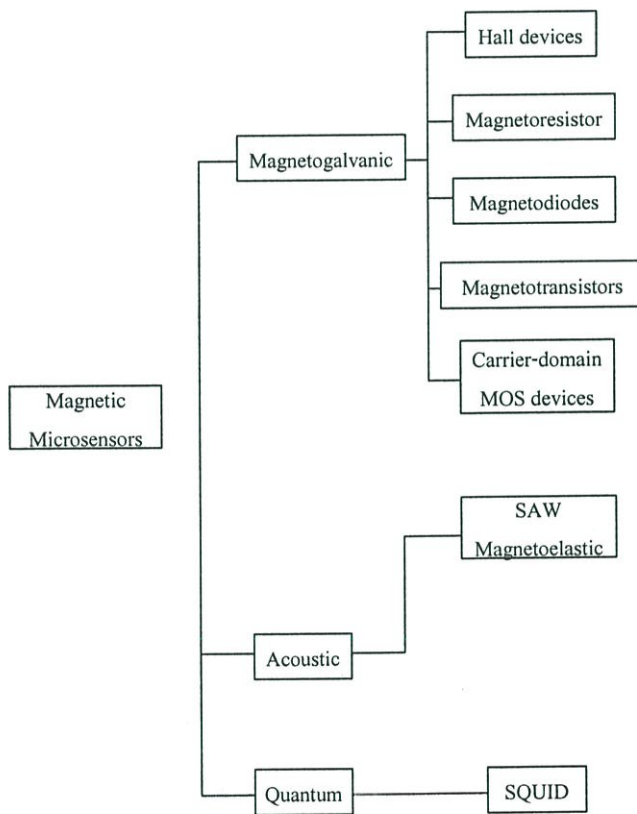 Hall devices
Magnetoresistor
Magnetogalvanic
Magnetodiodes
Magnetotransistors
Carrier-domain
MOS devices
Magnetic
Microsensors
SAW
Magnetoelastic
Acoustic
Quantum
SQUID